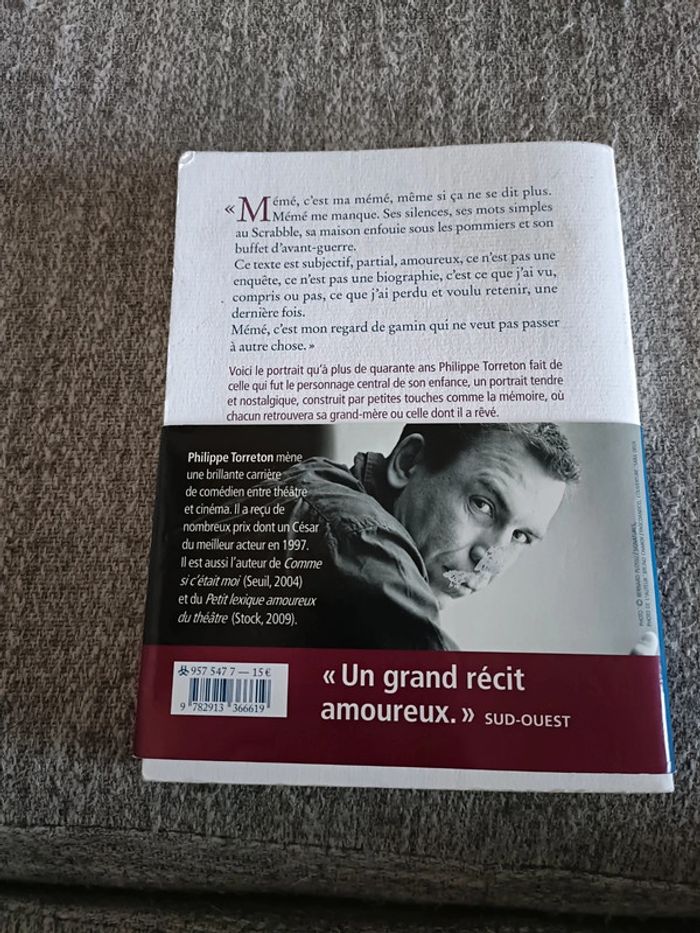 « Mémé, c'est ma mémé, même si ça ne se dit plus.
Mémé me manque. Ses silences, ses mots simples
au Scrabble, sa maison enfouie sous les pommiers et son
buffet d'avant-guerre.
Ce texte est subjectif, partial, amoureux, ce n'est pas une
enquête, ce n'est pas une biographie, c'est ce que j'ai vu,
compris ou pas, ce que j'ai perdu et voulu retenir, une
dernière fois.
Mémé, c'est mon regard de gamin qui ne veut pas passer
à autre chose. »
Voici le portrait qu'à plus de quarante ans Philippe Torreton fait de
celle qui fut le personnage central de son enfance, un portrait tendre
et nostalgique, construit par petites touches comme la mémoire, où
chacun retrouvera sa grand-mère ou celle dont il a rêvé.
Philippe Torreton mène
une brillante carrière
de comédien entre théâtre
et cinéma. Il a reçu de
nombreux prix dont un César
du meilleur acteur en 1997.
Il est aussi l'auteur de Comme
si c'était moi (Seuil, 2004)
et du Petit lexique amoureux
du théâtre (Stock, 2009).
957 547 7 — 15 €
9 782913 366619
« Un grand récit
amoureux. » SUD-OUEST